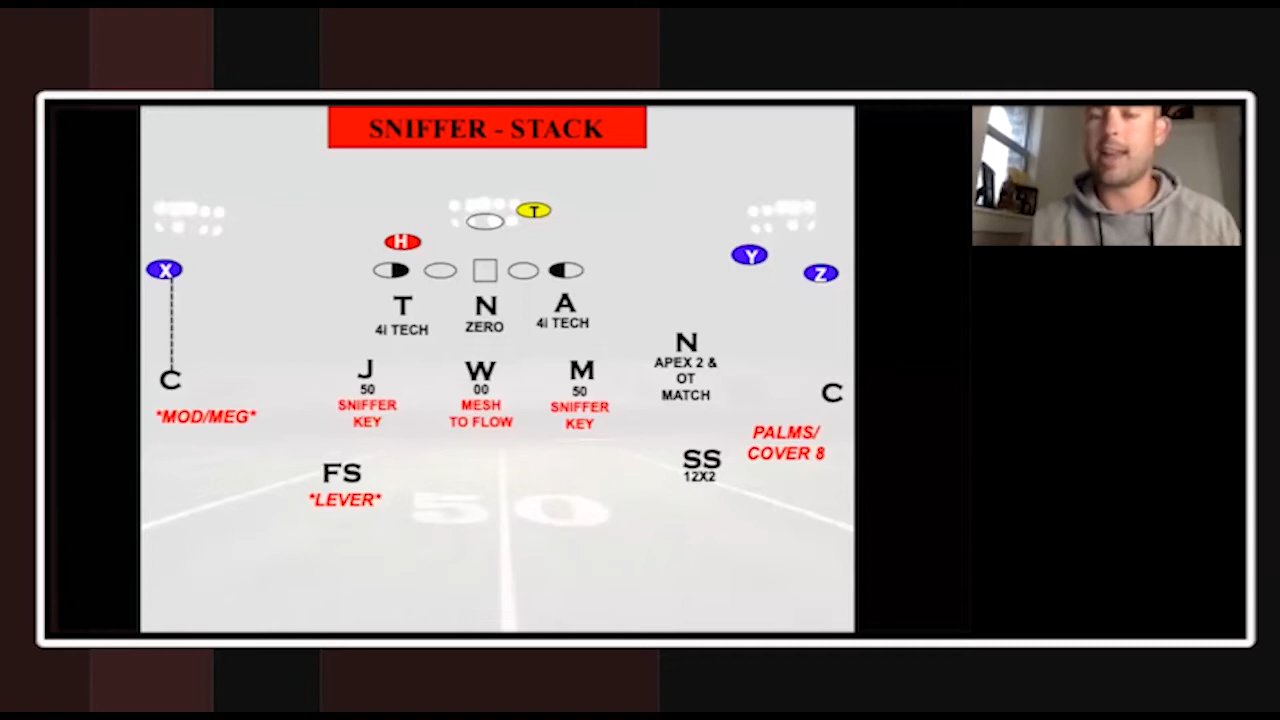 SNIFFER - STACK
T
H
X
Y
Z
T
4I TECH
N
ZERO
A
4I TECH
N
APEX 2 &
OT
MATCH
C
*MOD/MEG*
J
50
SNIFFER
KEY
W
00
MESH
TO FLOW
M
50
SNIFFER
KEY
C
PALMS/
COVER 8
FS
*LEVER*
SS
12X2
50